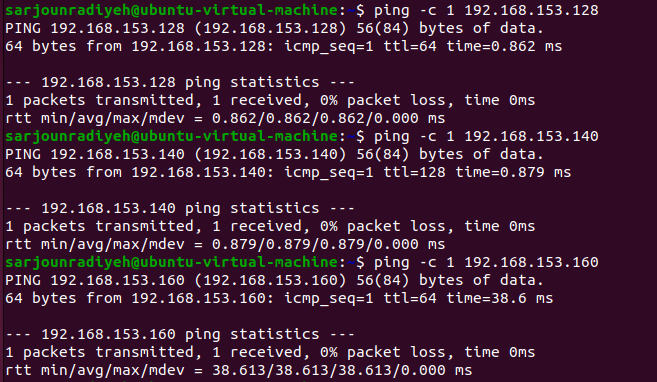 sarjounradiyeh@ubuntu-virtual-machine:~$ ping -c 1 192.168.153.128
PING 192.168.153.128 (192.168.153.128) 56(84) bytes of data.
64 bytes from 192.168.153.128: icmp_seq=1 ttl=64 time=0.862 ms

--- 192.168.153.128 ping statistics ---
1 packets transmitted, 1 received, 0% packet loss, time 0ms
rtt min/avg/max/mdev = 0.862/0.862/0.862/0.000 ms
sarjounradiyeh@ubuntu-virtual-machine:~$ ping -c 1 192.168.153.140
PING 192.168.153.140 (192.168.153.140) 56(84) bytes of data.
64 bytes from 192.168.153.140: icmp_seq=1 ttl=128 time=0.879 ms

--- 192.168.153.140 ping statistics ---
1 packets transmitted, 1 received, 0% packet loss, time 0ms
rtt min/avg/max/mdev = 0.879/0.879/0.879/0.000 ms
sarjounradiyeh@ubuntu-virtual-machine:~$ ping -c 1 192.168.153.160
PING 192.168.153.160 (192.168.153.160) 56(84) bytes of data.
64 bytes from 192.168.153.160: icmp_seq=1 ttl=64 time=38.6 ms

--- 192.168.153.160 ping statistics ---
1 packets transmitted, 1 received, 0% packet loss, time 0ms
rtt min/avg/max/mdev = 38.613/38.613/38.613/0.000 ms